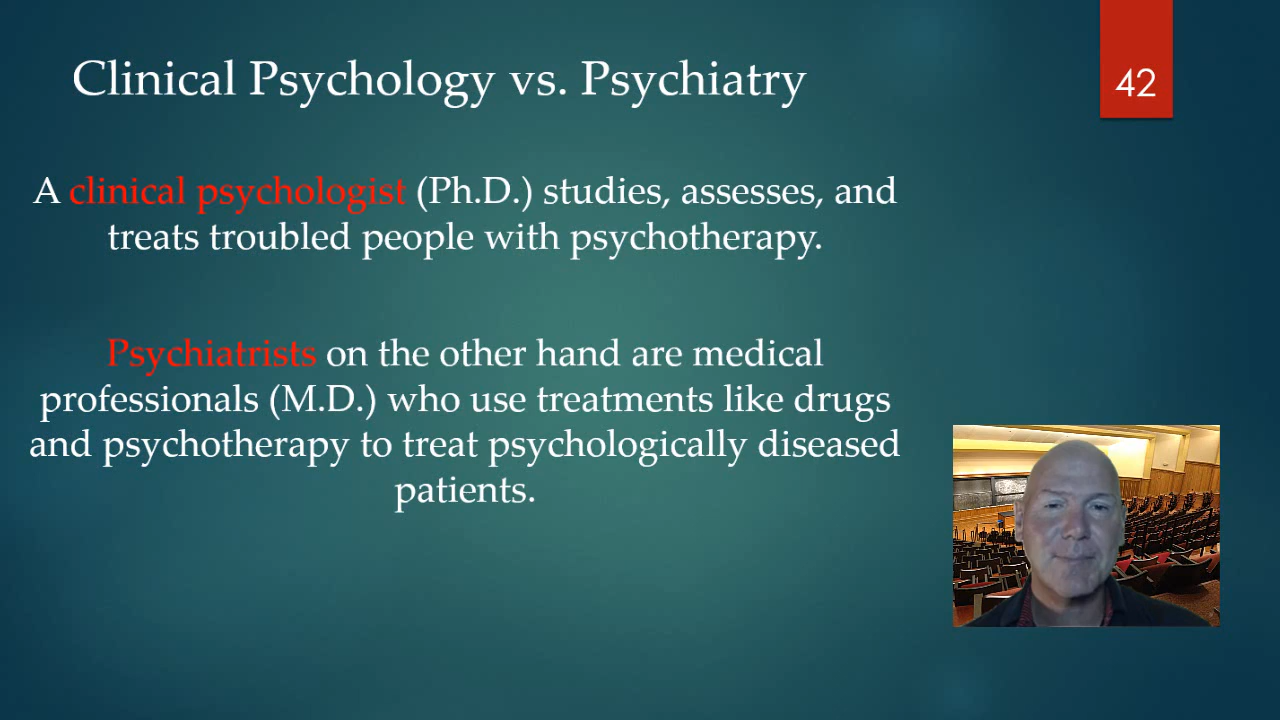 Clinical Psychology vs. Psychiatry
42
A clinical psychologist (Ph.D.) studies, assesses, and
treats troubled people with psychotherapy.
Psychiatrists on the other hand are medical
professionals (M.D.) who use treatments like drugs
and psychotherapy to treat psychologically diseased
patients.